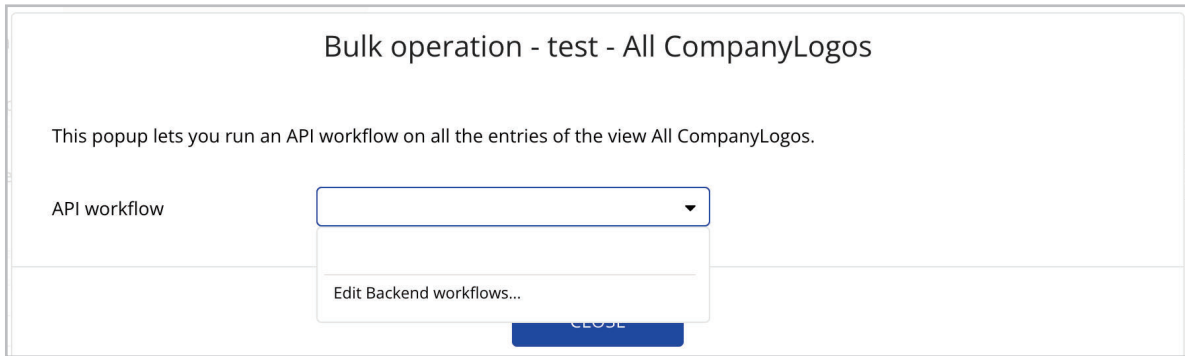 Bulk operation - test - All CompanyLogos
This popup lets you run an API workflow on all the entries of the view All CompanyLogos.
API workflow
Edit Backend workflows...
CLOSE